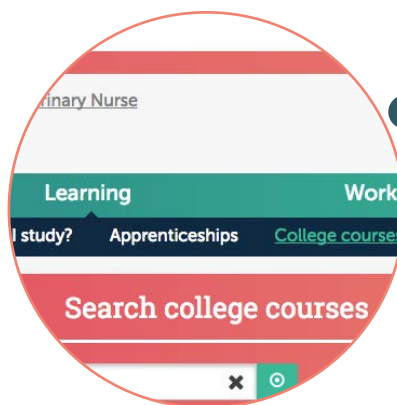 rinary Nurse
Learning Work
l study? Apprenticeships College courses
Search college courses